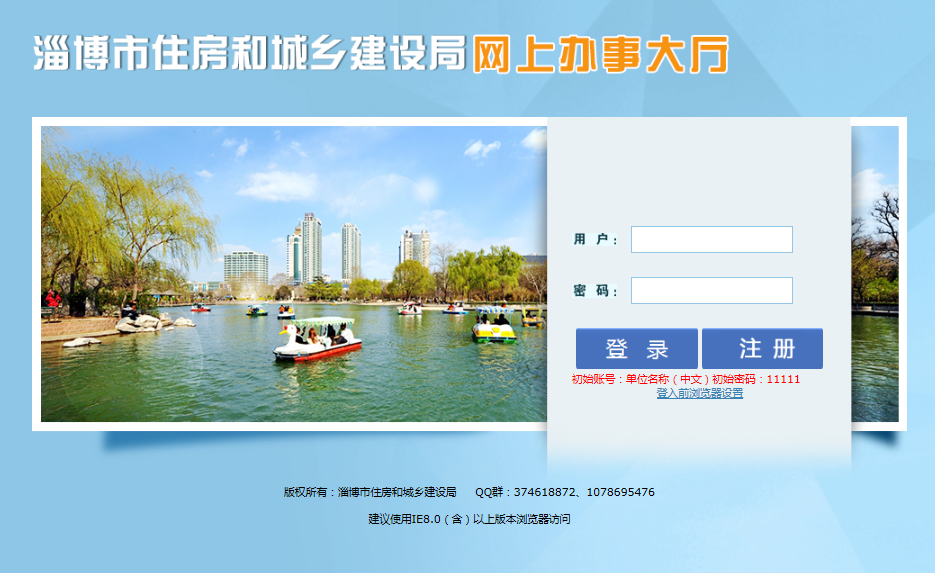 淄博市住房和城乡建设局网上办事大厅
用 户：
密 码：
登 录 注 册
初始账号：单位名称（中文）初始密码：11111
登入前浏览器设置
版权所有：淄博市住房和城乡建设局 QQ群：374618872、1078695476
建议使用IE8.0（含）以上版本浏览器访问